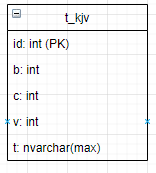 t_kjv
id: int (PK)
b: int
c: int
v: int
t: nvarchar(max)